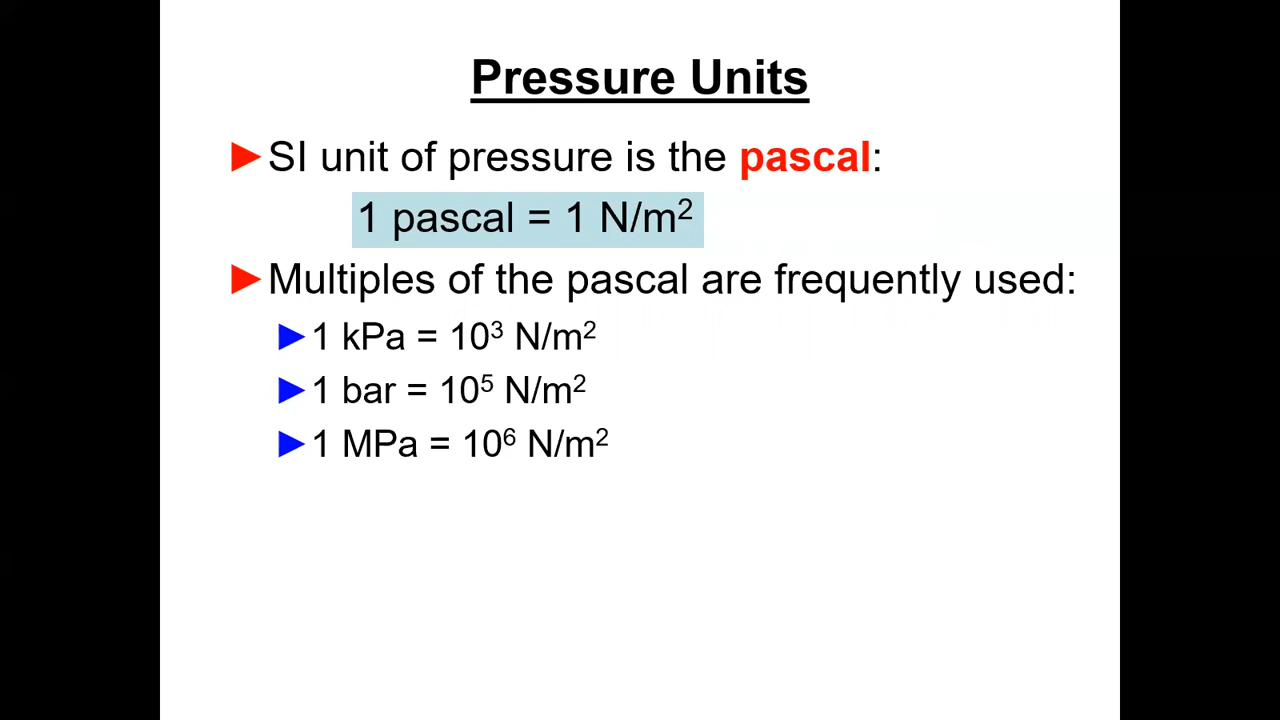 Pressure Units
►SI unit of pressure is the pascal:
1 pascal = 1 N/m²
►Multiples of the pascal are frequently used:
►1 kPa = 10³ N/m²
►1 bar = 10⁵ N/m²
►1 MPa = 10⁶ N/m²